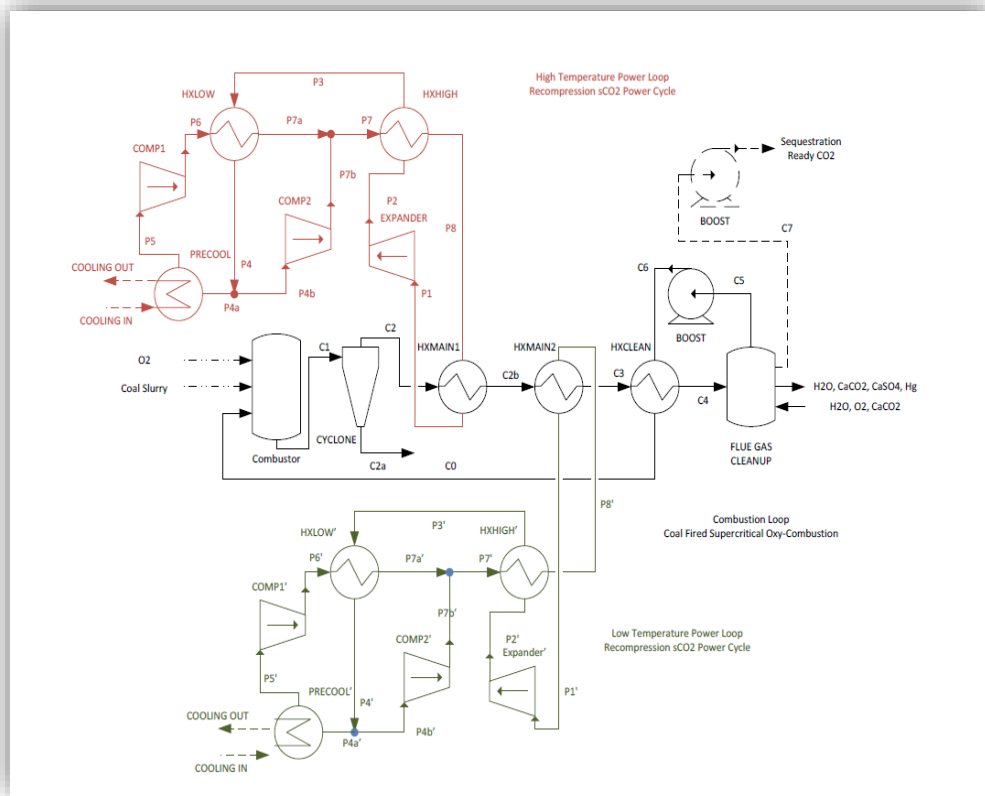 P3
High Temperature Power Loop
Recompression sCO2 Power Cycle
HXLOW
HXHIGH
P6
P7a
P7
COMP1
Sequestration
Ready CO2
P7b
COMP2
P2
EXPANDER
BOOST
P8
C7
P5
PRECOOL
P4
COOLING OUT
C6
C5
P4a
P4b
P1
COOLING IN
C2
BOOST
C1
HXMAIN1
HXMAIN2
HXCLEAN
O2
Coal Slurry
C2b
C3
C4
H2O, CaCO2, CaSO4, Hg
H2O, O2, CaCO2
CYCLONE
FLUE GAS
CLEANUP
Combustor
C2a
C0
P8'
P3'
Combustion Loop
Coal Fired Supercritical Oxy-Combustion
HXLOW'
HXHIGH'
P6'
P7a'
P7'
COMP1'
P7b'
COMP2'
P2'
Expander'
Low Temperature Power Loop
Recompression sCO2 Power Cycle
P5'
PRECOOL'
P4'
P1'
COOLING OUT
P4a'
P4b'
COOLING IN